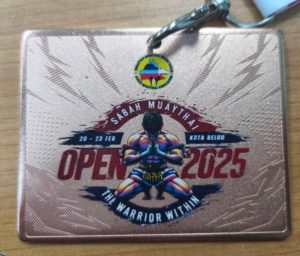 SABAH MUAYTHAI
20 - 23 FEB
KOTA BELUD
OPEN 2025
THE WARRIOR WITHIN